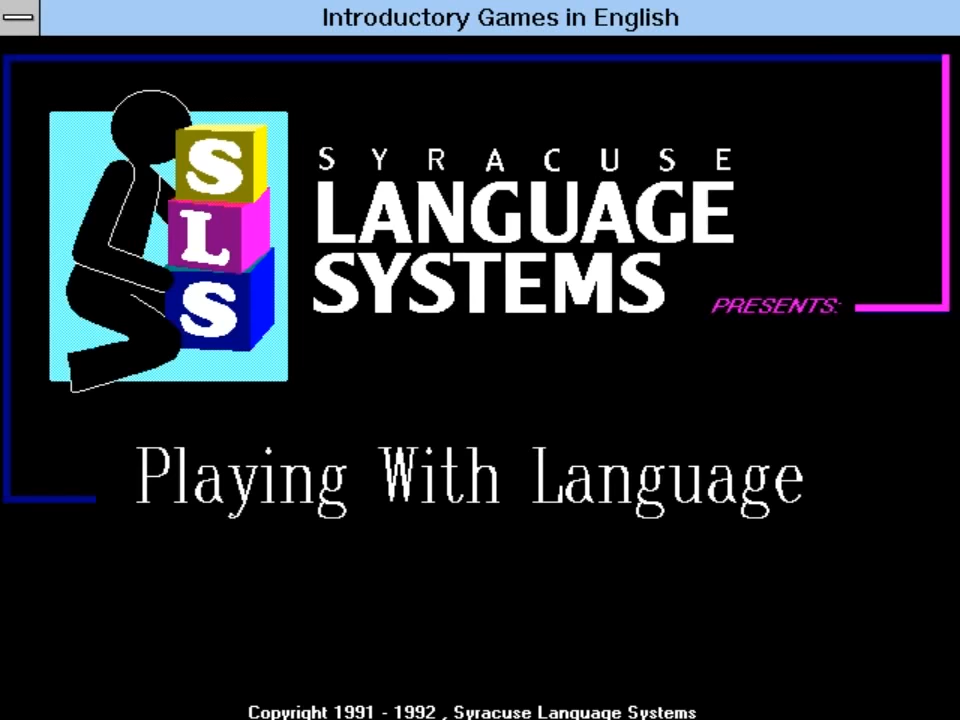 Introductory Games in English
S
L
S
SYRACUSE
LANGUAGE
SYSTEMS
PRESENTS:
Playing With Language
Copyright 1991 - 1992 , Syracuse Language Systems